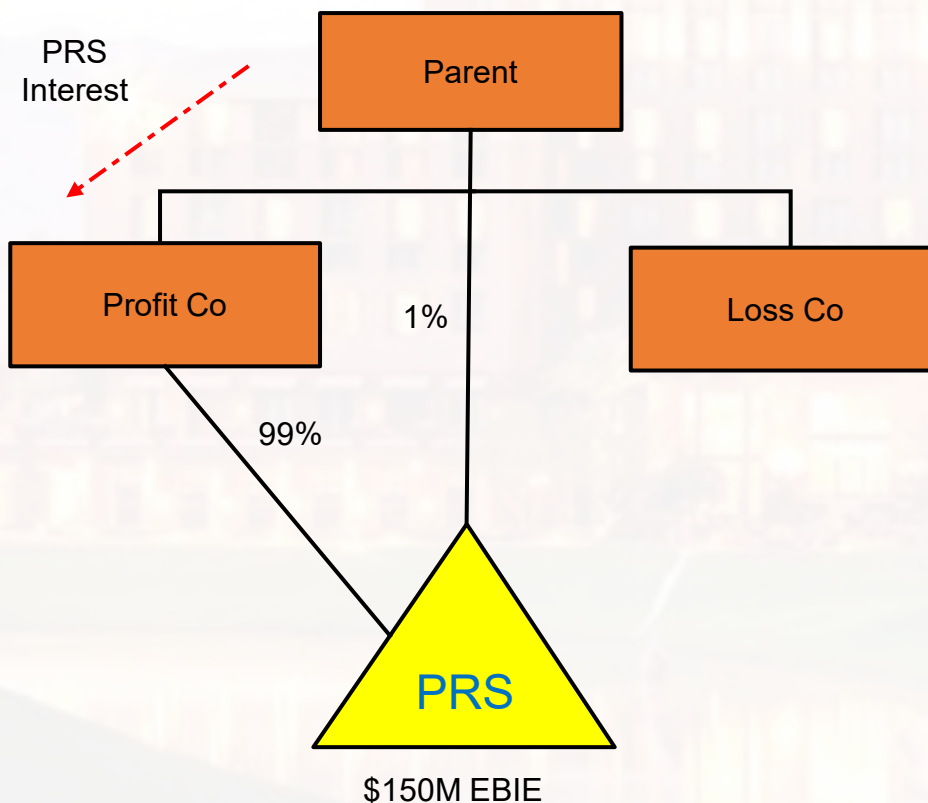 PRS
Interest
Parent
Profit Co
1%
Loss Co
99%
PRS
$150M EBIE